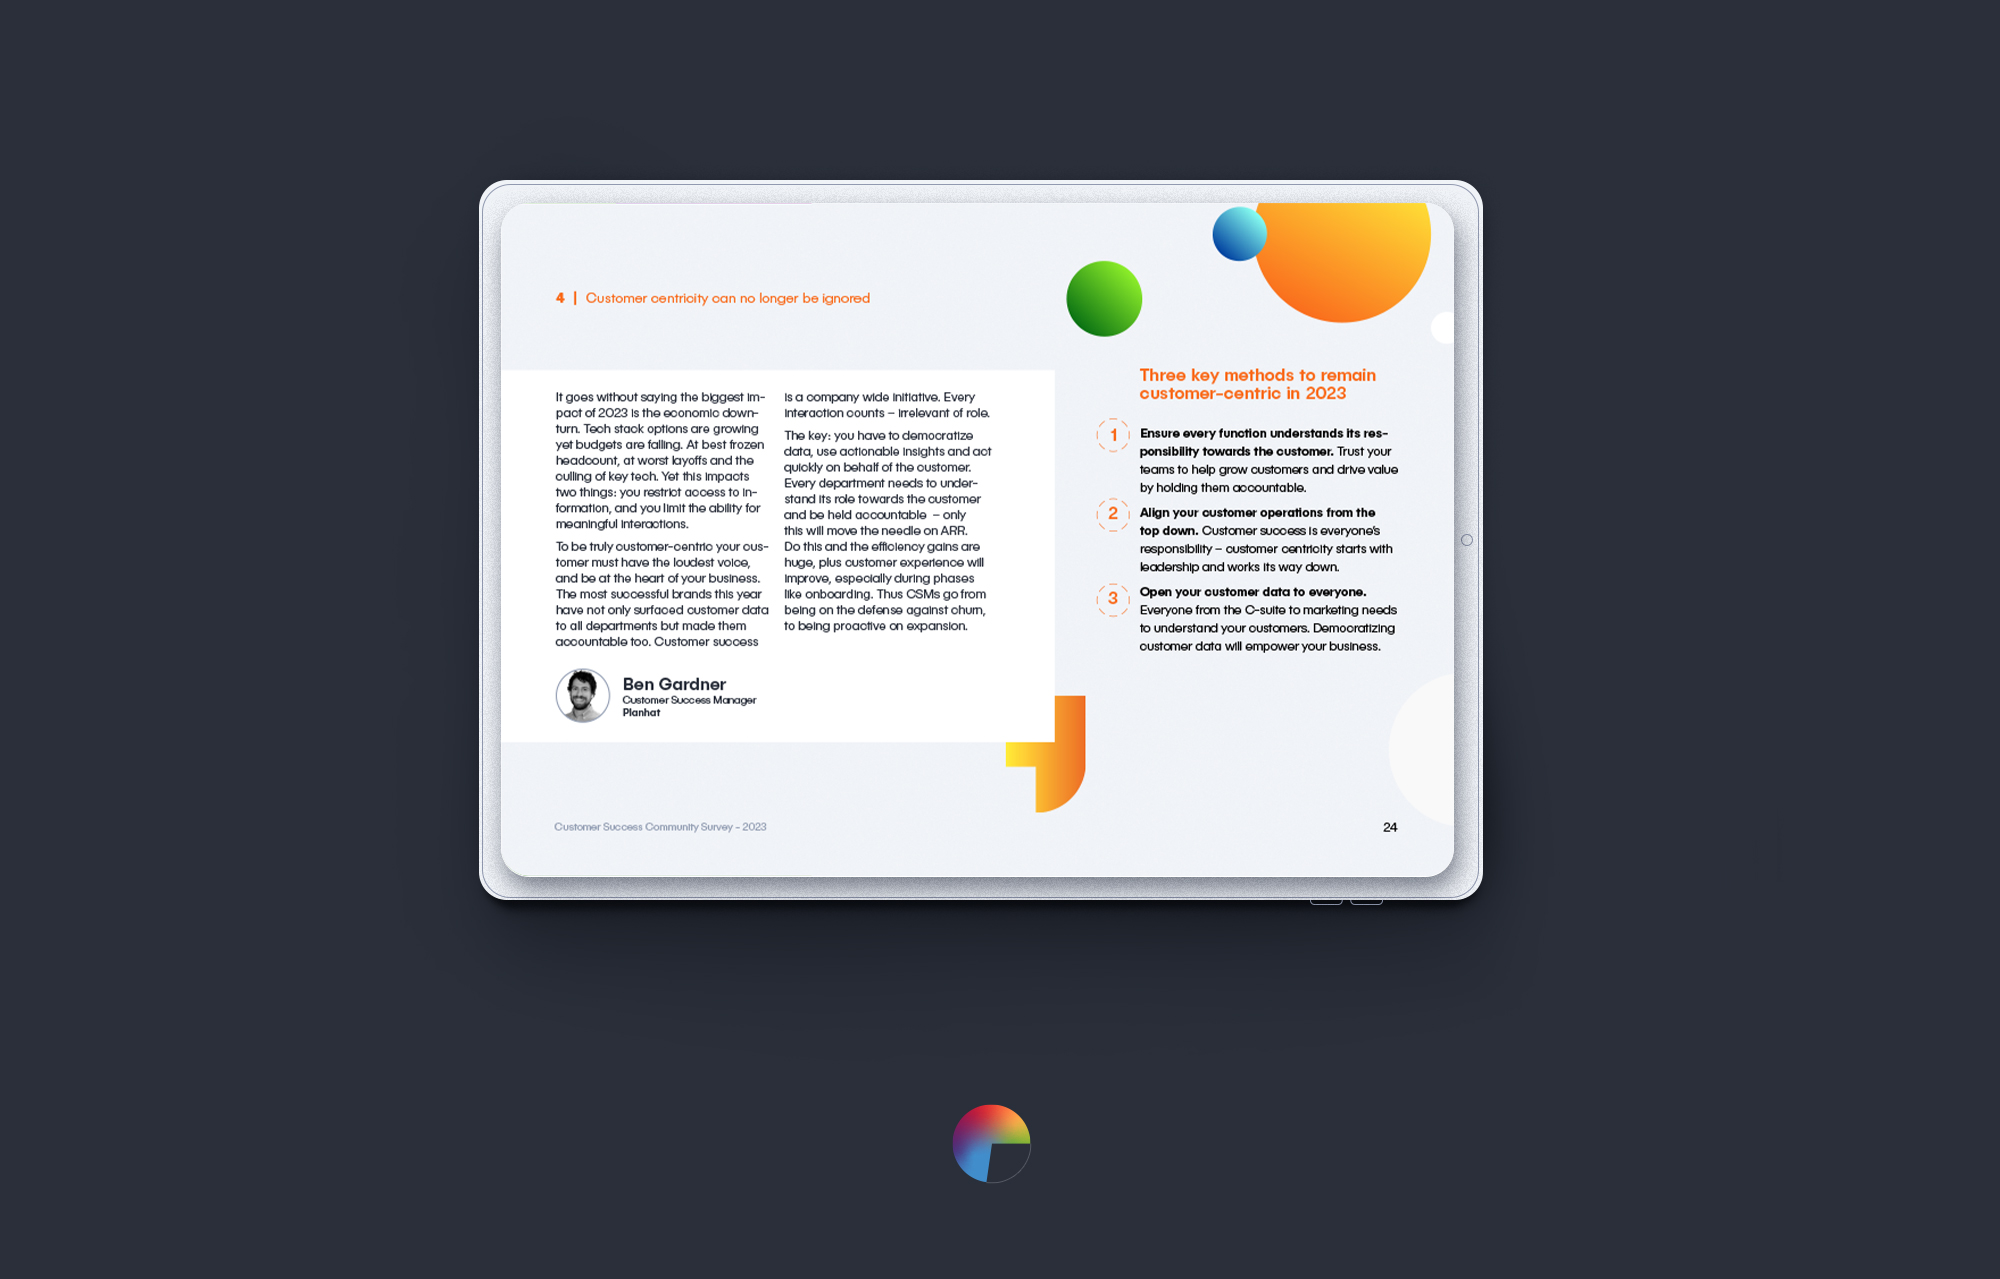 4 | Customer centricity can no longer be ignored
It goes without saying the biggest im-
pact of 2023 is the economic down-
turn. Tech stack options are growing
yet budgets are falling. At best frozen
headcount, at worst layoffs and the
culling of key tech. Yet this impacts
two things: you restrict access to in-
formation, and you limit the ability for
meaningful interactions.
To be truly customer-centric your cus-
tomer must have the loudest voice,
and be at the heart of your business.
The most successful brands this year
have not only surfaced customer data
to all departments but made them
accountable too. Customer success
is a company wide initiative. Every
interaction counts – irrelevant of role.
The key: you have to democratize
data, use actionable insights and act
quickly on behalf of the customer.
Every department needs to under-
stand its role towards the customer
and be held accountable – only
this will move the needle on ARR.
Do this and the efficiency gains are
huge, plus customer experience will
improve, especially during phases
like onboarding. Thus CSMs go from
being on the defense against churn,
to being proactive on expansion.
Ben Gardner
Customer Success Manager
Planhat
Three key methods to remain
customer-centric in 2023
1
Ensure every function understands its res-
ponsibility towards the customer. Trust your
teams to help grow customers and drive value
by holding them accountable.
2
Align your customer operations from the
top down. Customer success is everyone's
responsibility – customer centricity starts with
leadership and works its way down.
3
Open your customer data to everyone.
Everyone from the C-suite to marketing needs
to understand your customers. Democratizing
customer data will empower your business.
Customer Success Community Survey - 2023
24